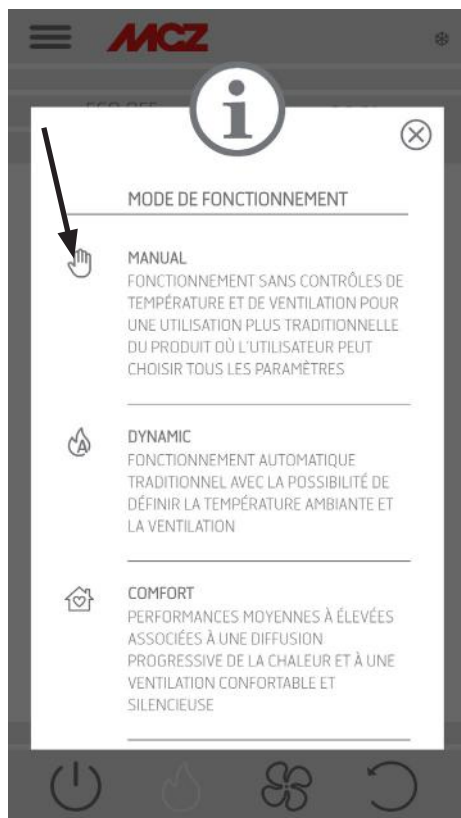 MCZ
i
MODE DE FONCTIONNEMENT
MANUAL
FONCTIONNEMENT SANS CONTRÔLES DE
TEMPÉRATURE ET DE VENTILATION POUR
UNE UTILISATION PLUS TRADITIONNELLE
DU PRODUIT OÙ L'UTILISATEUR PEUT
CHOISIR TOUS LES PARAMÈTRES
DYNAMIC
FONCTIONNEMENT AUTOMATIQUE
TRADITIONNEL AVEC LA POSSIBILITÉ DE
DÉFINIR LA TEMPÉRATURE AMBIANTE ET
LA VENTILATION
COMFORT
PERFORMANCES MOYENNES À ÉLEVÉES
ASSOCIÉES À UNE DIFFUSION
PROGRESSIVE DE LA CHALEUR ET À UNE
VENTILATION CONFORTABLE ET
SILENCIEUSE